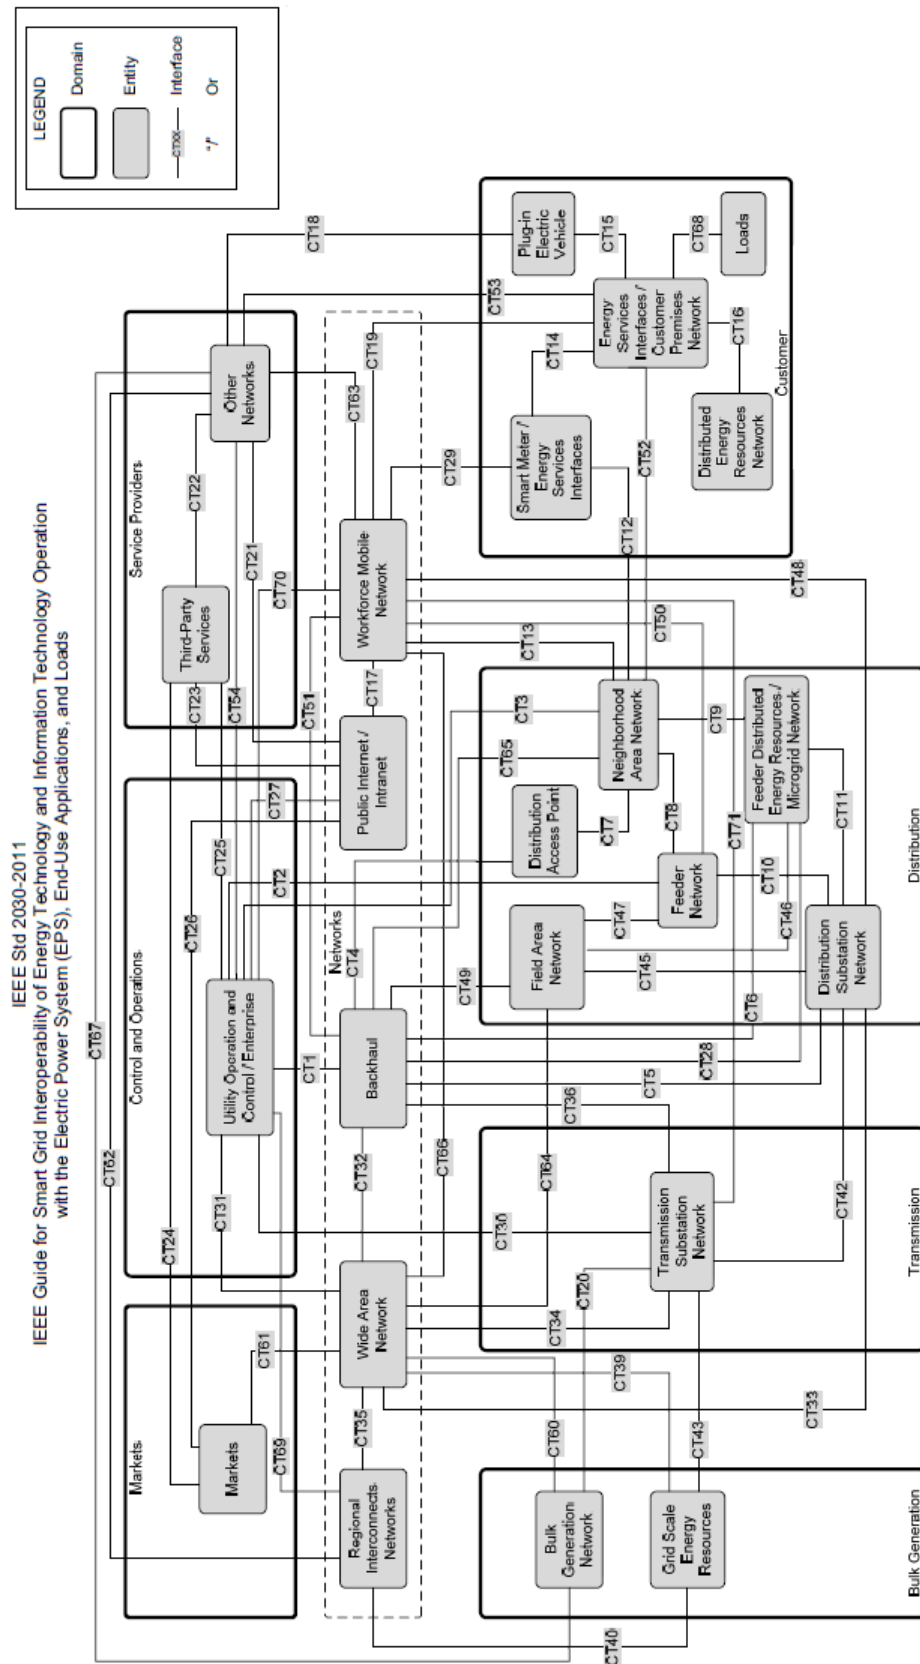 IEEE Std 2030-2011
IEEE Guide for Smart Grid Interoperability of Energy Technology and Information Technology Operation
with the Electric Power System (EPS), End-Use Applications, and Loads
LEGEND
Domain
Entity
CTXX
Interface
"/"
Or
CT67
CT62
Markets
Control and Operations
Service Providers
CT24
CT26
CT23
CT22
Third-Party
Services
Other
Networks
CT18
Markets
CT61
CT31
Utility Operation and
Control / Enterprise
CT25
CT54
CT21
CT53
CT69
CT1
CT2
CT27
CT51
CT70
Networks
CT4
CT63
CT19
Regional
Interconnects
Networks
CT35
Wide Area
Network
CT32
Backhaul
Public Internet /
Intranet
CT17
Workforce Mobile
Network
CT66
CT49
CT65
CT3
CT13
CT29
CT30
CT60
CT34
CT64
CT36
CT39
CT20
CT5
CT28
CT6
Bulk
Generation
Network
Grid Scale
Energy
Resources
CT43
CT40
CT33
Bulk Generation
Transmission
Substation
Network
CT42
Transmission
Field Area
Network
CT47
CT45
CT46
Distribution
Access Point
CT7
Feeder
Network
CT8
CT10
Neighborhood
Area Network
CT9
CT71
CT50
CT48
Feeder Distributed
Energy Resources /
Microgrid Network
CT11
Distribution
Substation
Network
Distribution
CT12
CT52
Smart Meter /
Energy
Services
Interfaces
CT14
Plug-in
Electric
Vehicle
CT15
Energy
Services
Interfaces /
Customer
Premises
Network
CT68
Loads
CT16
Distributed
Energy
Resources
Network
Customer